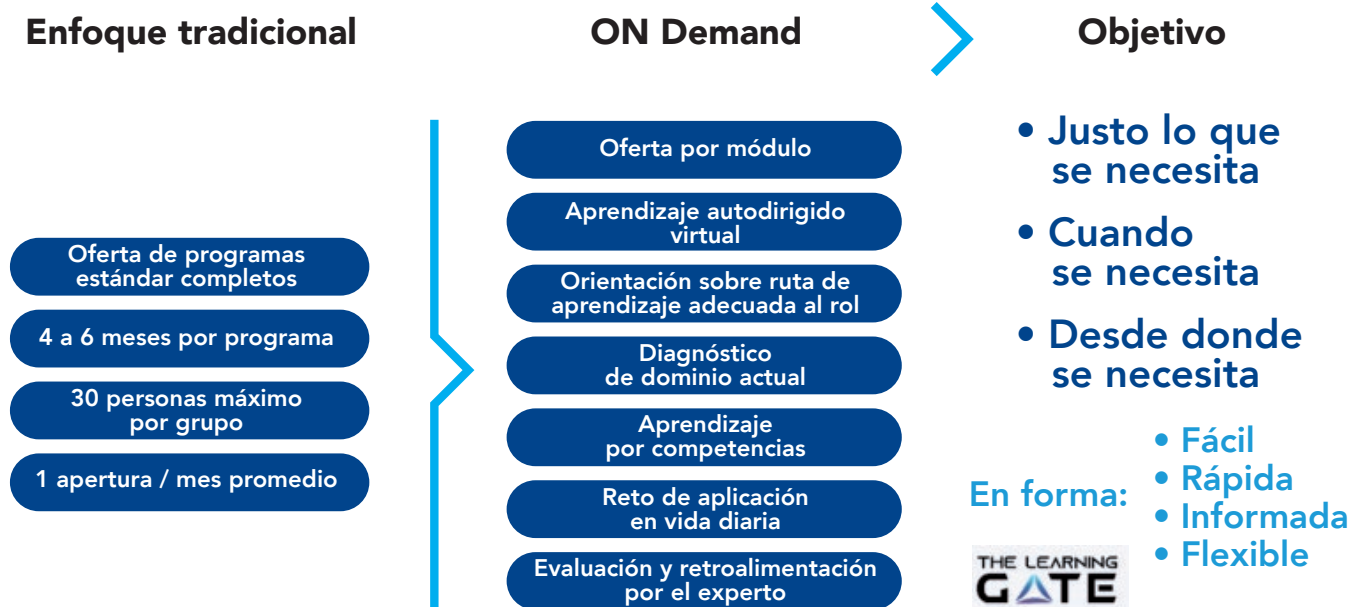 Enfoque tradicional
Oferta de programas
estándar completos
4 a 6 meses por programa
30 personas máximo
por grupo
1 apertura / mes promedio
ON Demand
Oferta por módulo
Aprendizaje autodirigido
virtual
Orientación sobre ruta de
aprendizaje adecuada al rol
Diagnóstico
de dominio actual
Aprendizaje
por competencias
Reto de aplicación
en vida diaria
Evaluación y retroalimentación
por el experto
Objetivo
• Justo lo que
se necesita
• Cuando
se necesita
• Desde donde
se necesita
En forma:
• Fácil
• Rápida
• Informada
• Flexible
THE LEARNING
GATE